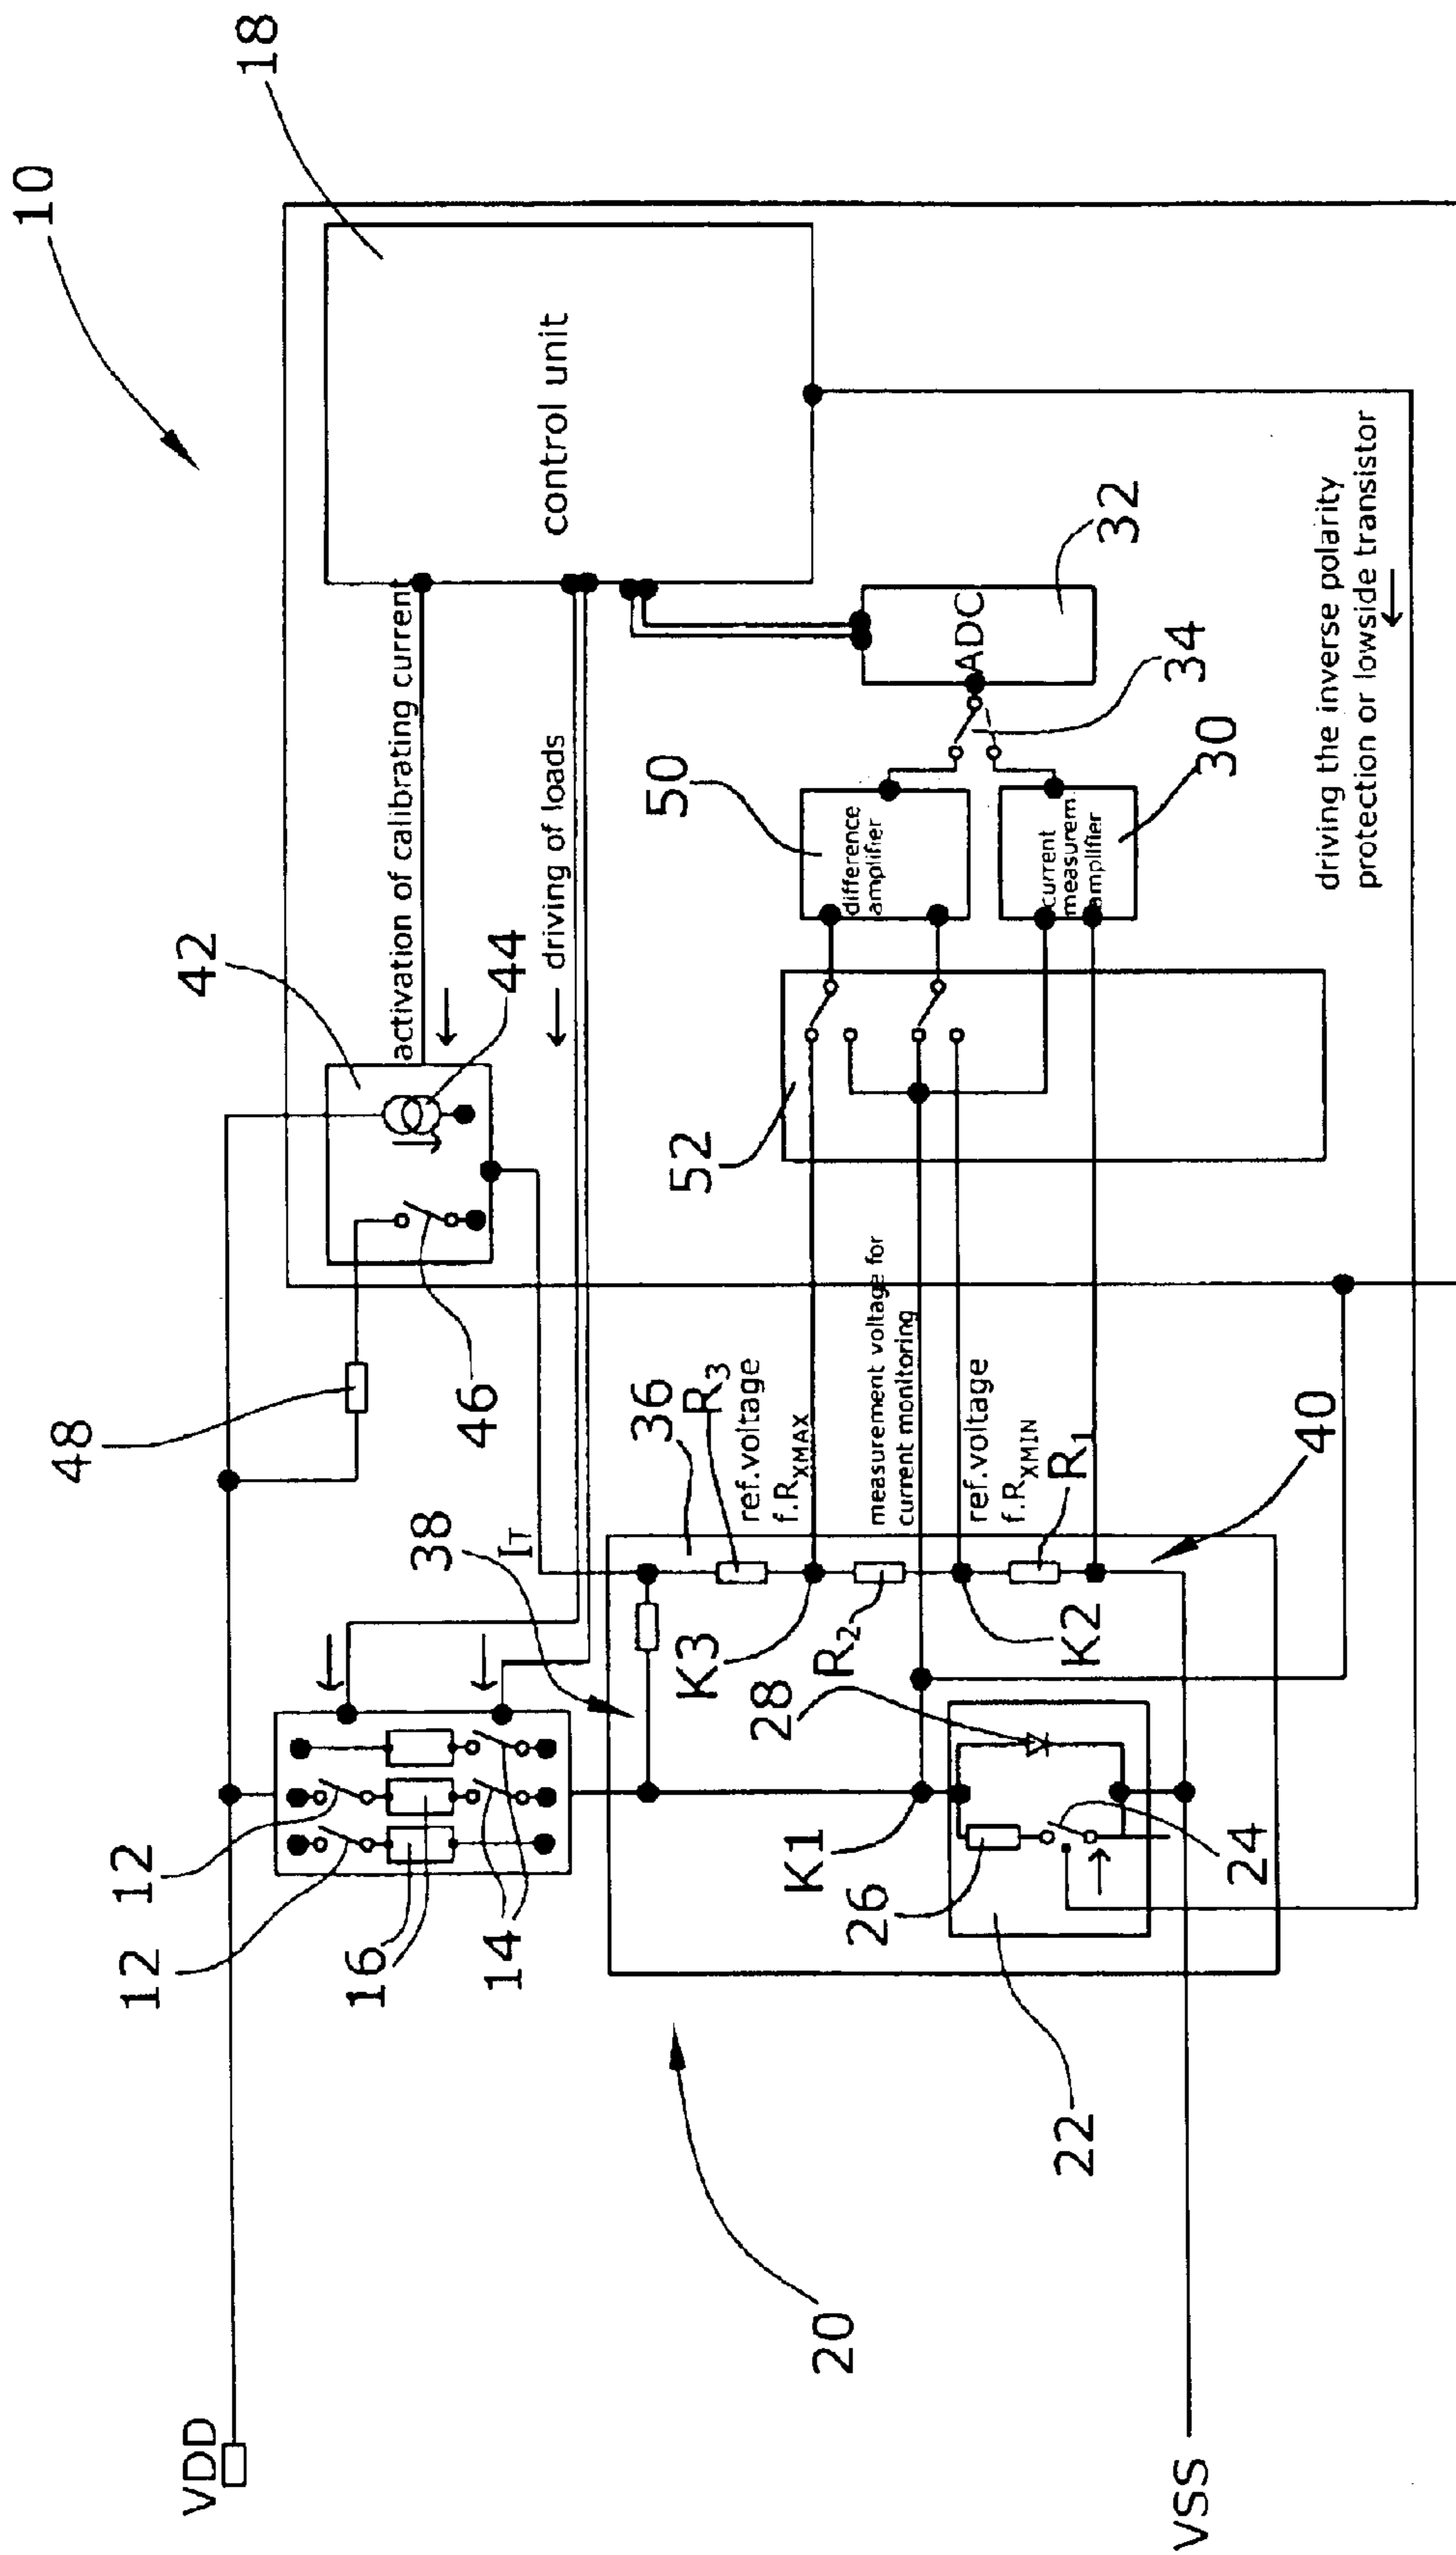 10
18
control unit
activation of calibrating current
driving of loads
42
44
46
48
50
difference
amplifier
current
measurem
amplifier
30
ADC
32
34
52
driving the inverse polarity
protection or lowside transistor
36
R3
ref.voltage
f.RXMAX
measurement voltage for
current monitoring
ref.voltage
f.RXMIN
R1
40
38
IT
K3
R2
K2
28
K1
26
24
22
12
12
16
14
20
VDD
VSS